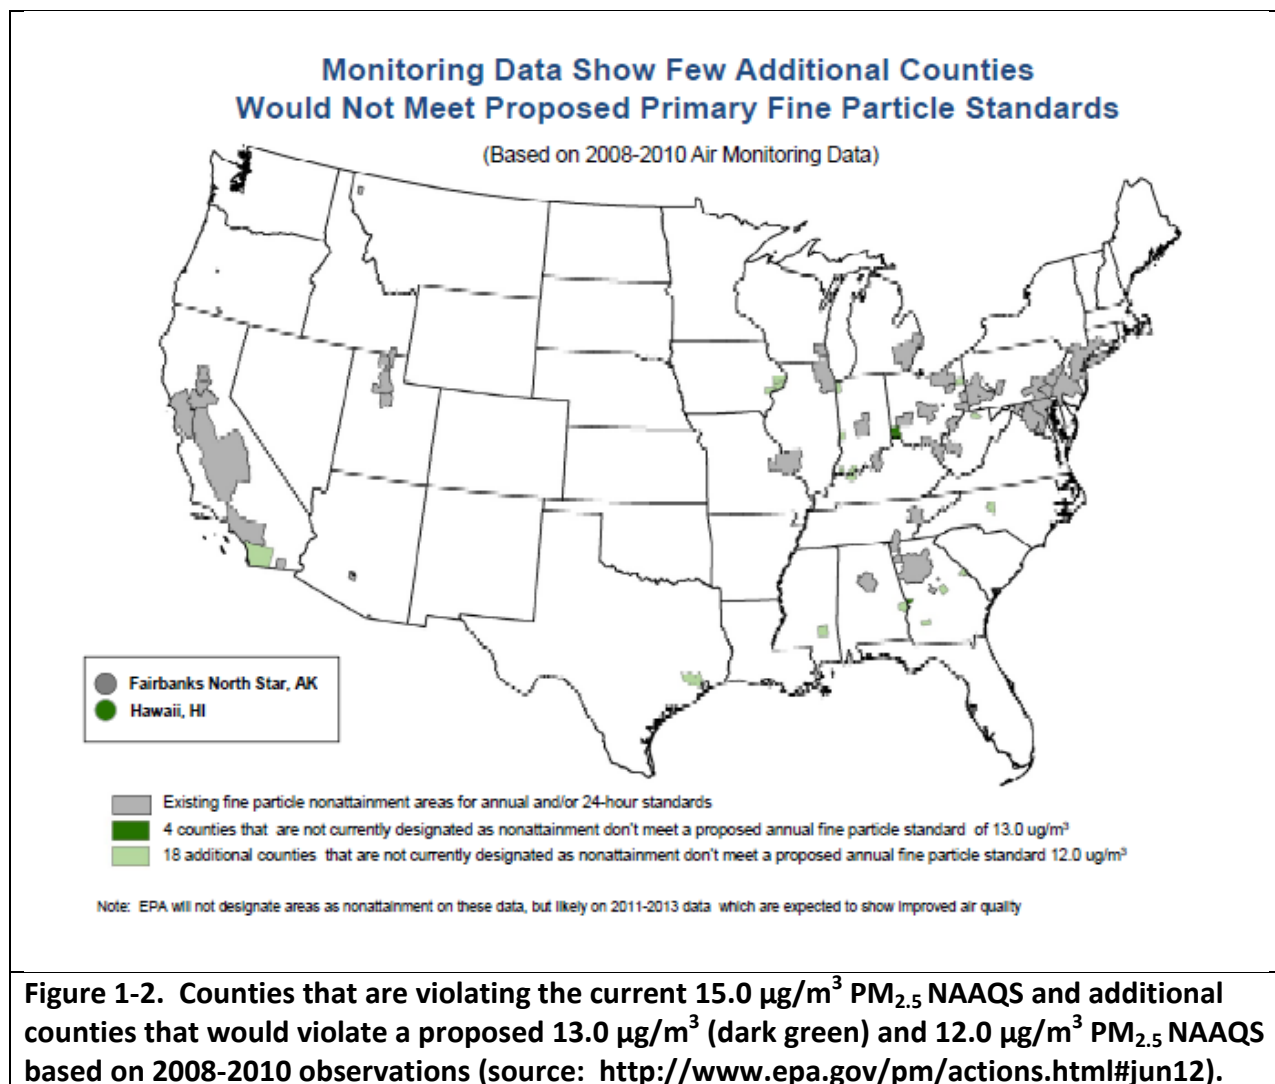 Monitoring Data Show Few Additional Counties
Would Not Meet Proposed Primary Fine Particle Standards
(Based on 2008-2010 Air Monitoring Data)
Fairbanks North Star, AK
Hawaii, HI
Existing fine particle nonattainment areas for annual and/or 24-hour standards
4 counties that are not currently designated as nonattainment don't meet a proposed annual fine particle standard of 13.0 ug/m³
18 additional counties that are not currently designated as nonattainment don't meet a proposed annual fine particle standard 12.0 ug/m³
Note: EPA will not designate areas as nonattainment on these data, but likely on 2011-2013 data which are expected to show improved air quality
Figure 1-2. Counties that are violating the current 15.0 µg/m³ PM₂.₅ NAAQS and additional
counties that would violate a proposed 13.0 µg/m³ (dark green) and 12.0 µg/m³ PM₂.₅ NAAQS
based on 2008-2010 observations (source: http://www.epa.gov/pm/actions.html#jun12).